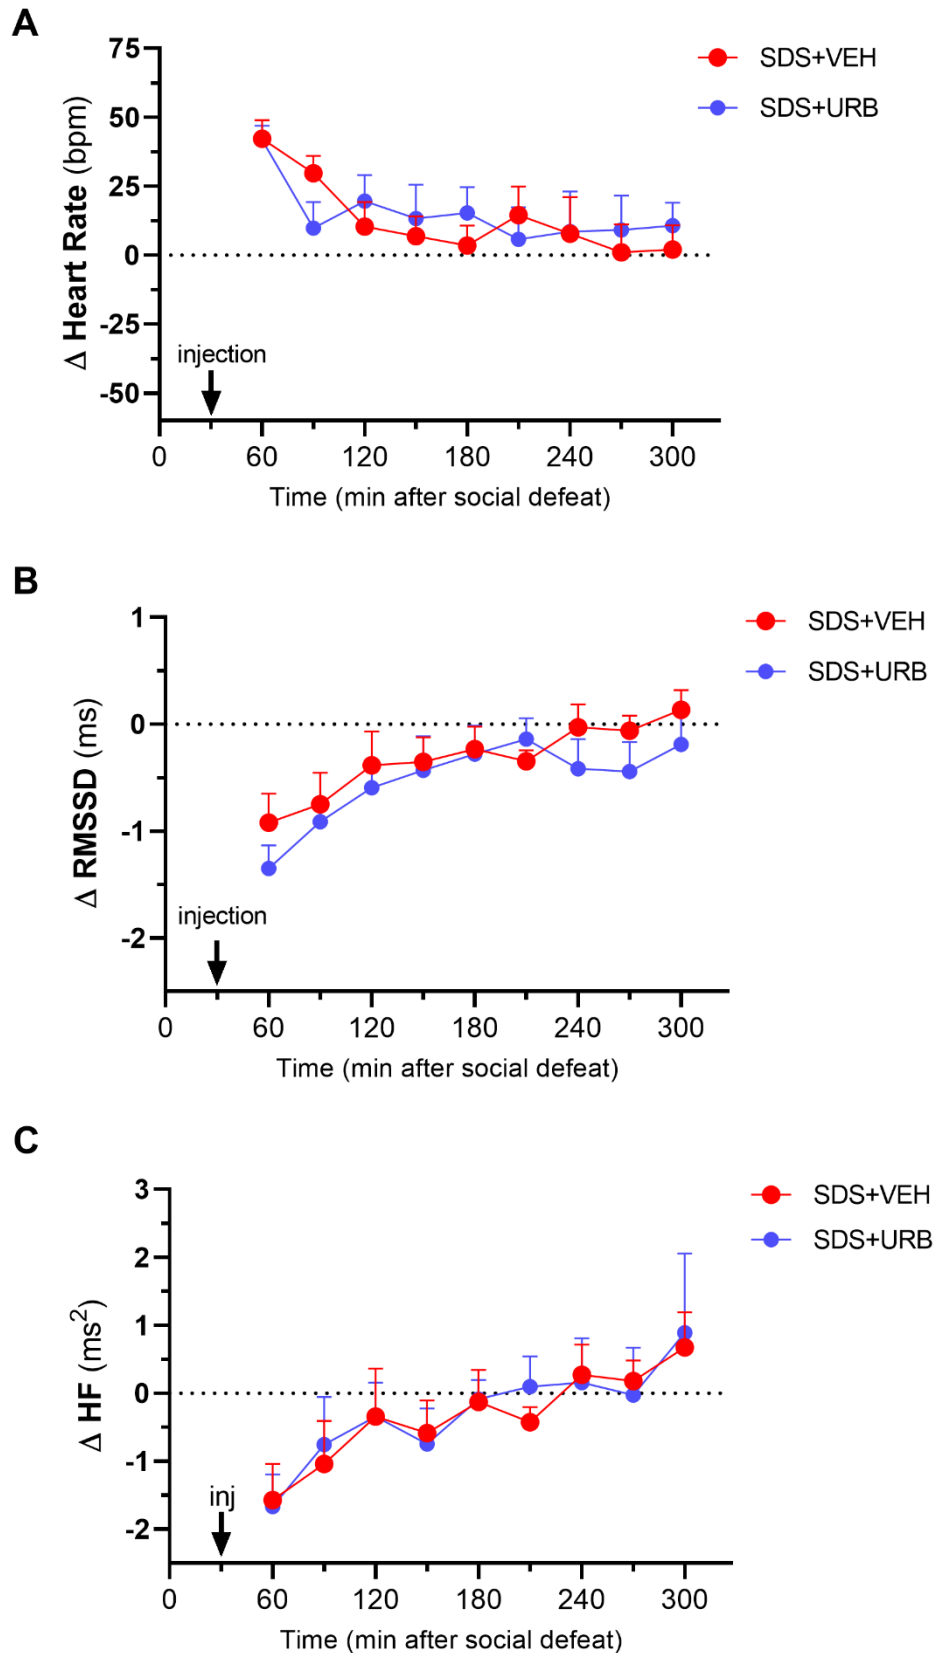 A
75
50
25
0
-25
-50
Δ Heart Rate (bpm)
SDS+VEH
SDS+URB
injection
0 60 120 180 240 300
Time (min after social defeat)
B
1
0
-1
-2
Δ RMSSD (ms)
SDS+VEH
SDS+URB
injection
0 60 120 180 240 300
Time (min after social defeat)
C
3
2
1
0
-1
-2
Δ HF (ms²)
SDS+VEH
SDS+URB
inj
0 60 120 180 240 300
Time (min after social defeat)